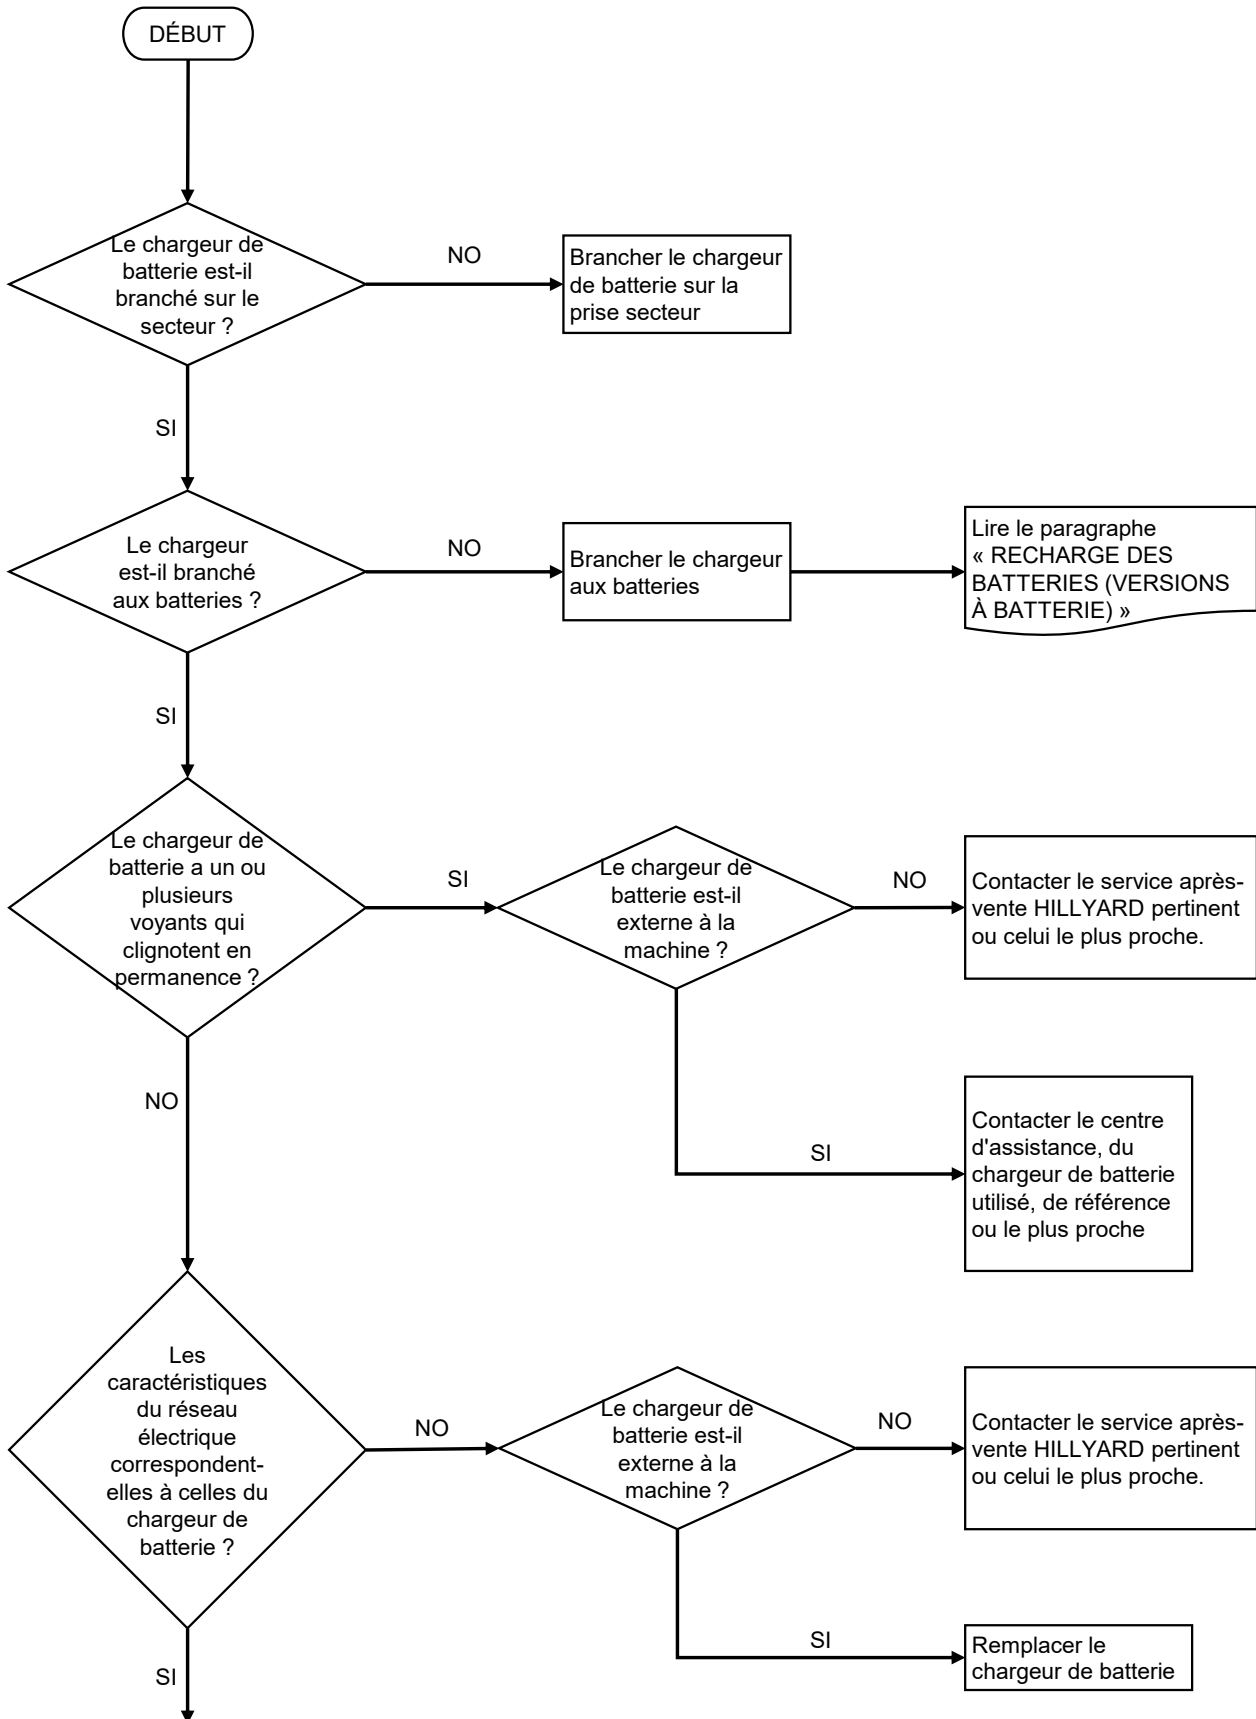 DÉBUT
Le chargeur de
batterie est-il
branché sur le
secteur ?
NO
Brancher le chargeur
de batterie sur la
prise secteur
SI
Le chargeur
est-il branché
aux batteries ?
NO
Brancher le chargeur
aux batteries
Lire le paragraphe
« RECHARGE DES
BATTERIES (VERSIONS
À BATTERIE) »
SI
Le chargeur de
batterie a un ou
plusieurs
voyants qui
clignotent en
permanence ?
SI
Le chargeur de
batterie est-il
externe à la
machine ?
NO
Contacter le service après-
vente HILLYARD pertinent
ou celui le plus proche.
SI
Contacter le centre
d'assistance, du
chargeur de batterie
utilisé, de référence
ou le plus proche
NO
Les
caractéristiques
du réseau
électrique
correspondent-
elles à celles du
chargeur de
batterie ?
NO
Le chargeur de
batterie est-il
externe à la
machine ?
NO
Contacter le service après-
vente HILLYARD pertinent
ou celui le plus proche.
SI
Remplacer le
chargeur de batterie
SI